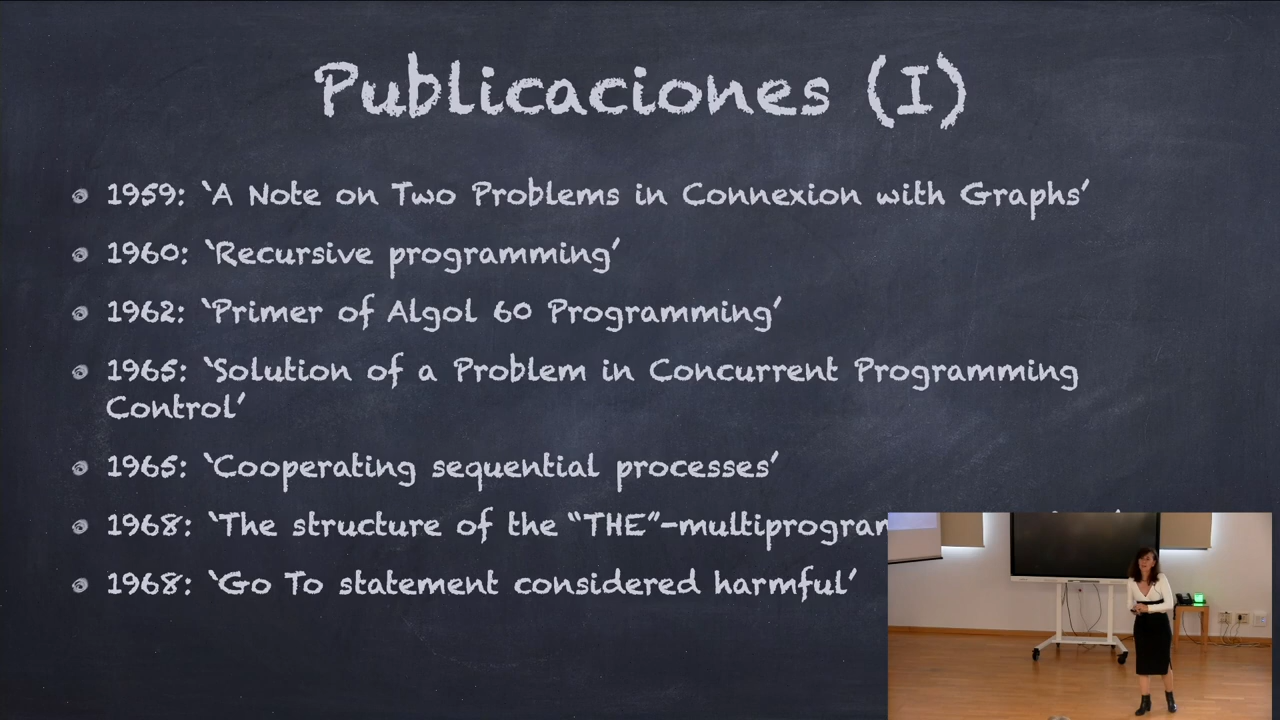 Publicaciones (I)
1959: ‘A Note on Two Problems in Connexion with Graphs’
1960: ‘Recursive programming’
1962: ‘Primer of Algol 60 Programming’
1965: ‘Solution of a Problem in Concurrent Programming
Control’
1965: ‘Cooperating sequential processes’
1968: ‘The structure of the “THE”-multiprogram
1968: ‘Go To statement considered harmful’